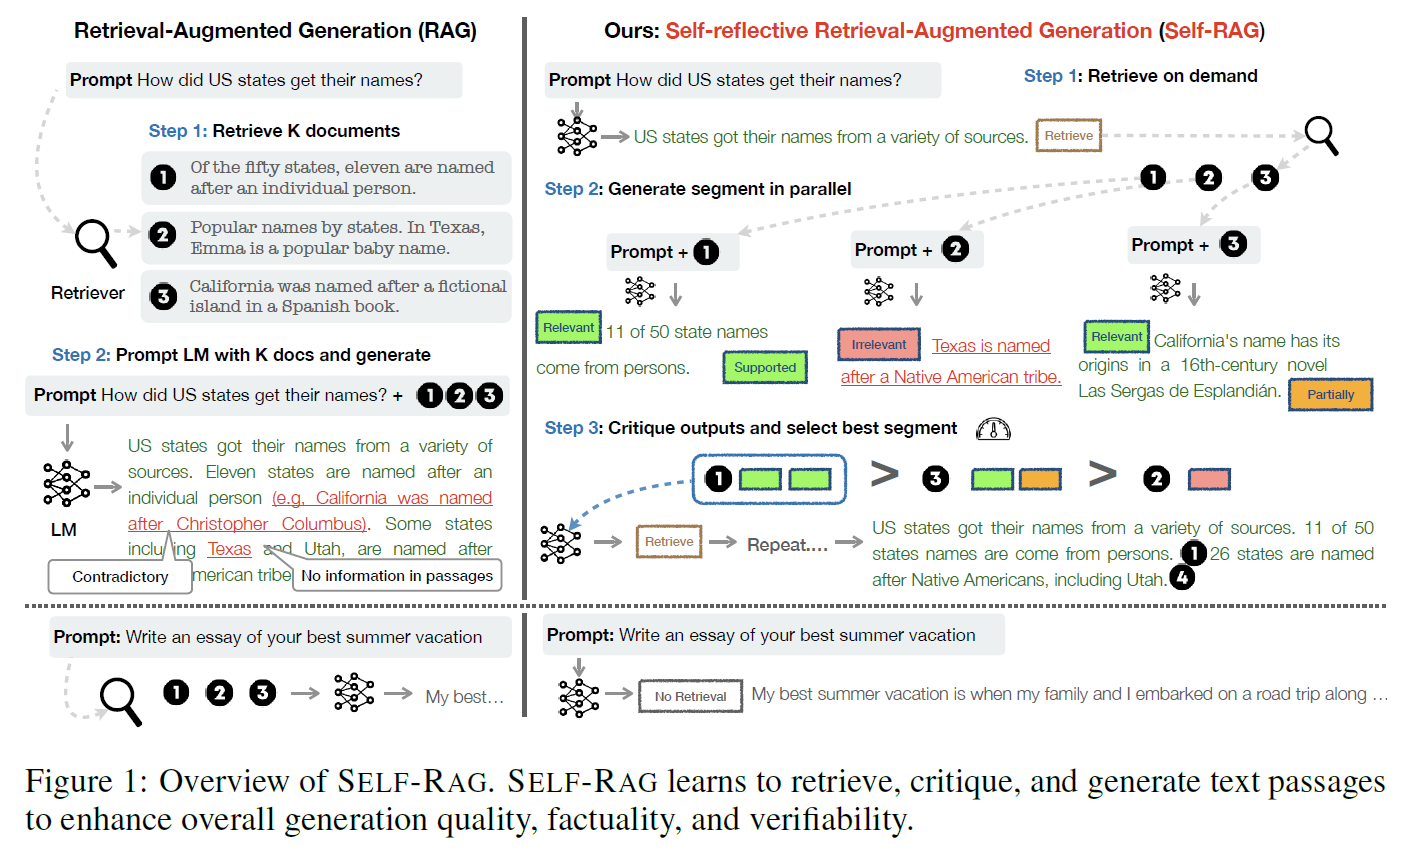 Retrieval-Augmented Generation (RAG)
Prompt How did US states get their names?
Step 1: Retrieve K documents
1 Of the fifty states, eleven are named
after an individual person.
2 Popular names by states. In Texas,
Emma is a popular baby name.
3 California was named after a fictional
island in a Spanish book.
Retriever
Step 2: Prompt LM with K docs and generate
Prompt How did US states get their names? + 1 2 3
LM
US states got their names from a variety of
sources. Eleven states are named after an
individual person (e.g, California was named
after Christopher Columbus). Some states
including Texas and Utah, are named after
merican tribe
Contradictory
No information in passages
Prompt: Write an essay of your best summer vacation
1 2 3
My best…
Ours: Self-reflective Retrieval-Augmented Generation (Self-RAG)
Prompt How did US states get their names?
Step 1: Retrieve on demand
US states got their names from a variety of sources. Retrieve
1 2 3
Step 2: Generate segment in parallel
Prompt + 1
Prompt + 2
Prompt + 3
Relevant 11 of 50 state names
come from persons. Supported
Irrelevant Texas is named
after a Native American tribe.
Relevant California's name has its
origins in a 16th-century novel
Las Sergas de Esplandián. Partially
Step 3: Critique outputs and select best segment
1 > 3 > 2
Retrieve Repeat.…
US states got their names from a variety of sources. 11 of 50
states names are come from persons. 1 26 states are named
after Native Americans, including Utah. 4
Prompt: Write an essay of your best summer vacation
No Retrieval My best summer vacation is when my family and I embarked on a road trip along …
Figure 1: Overview of SELF-RAG. SELF-RAG learns to retrieve, critique, and generate text passages
to enhance overall generation quality, factuality, and verifiability.